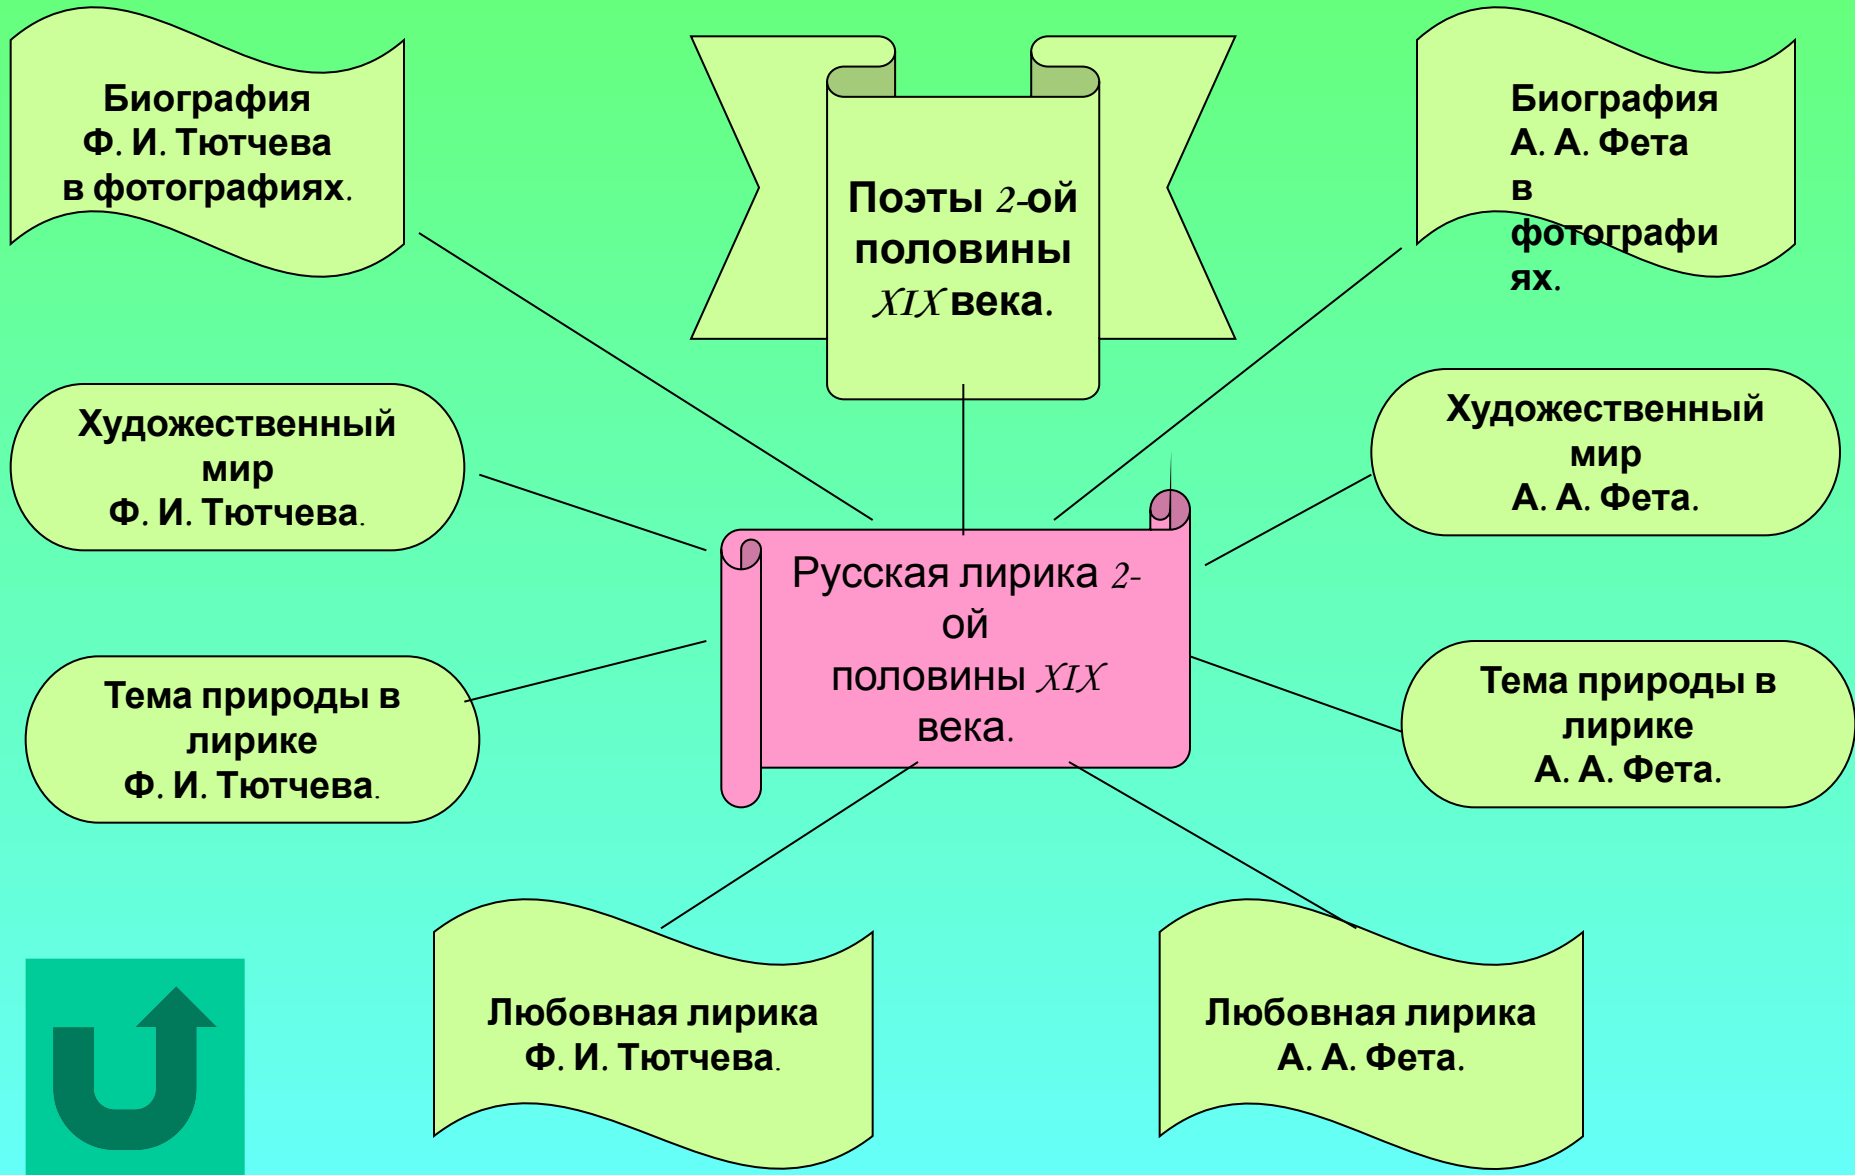 Биография
Ф. И. Тютчева
в фотографиях.
Поэты 2-ой
половины
XIX века.
Биография
А. А. Фета
в
фотографи
ях.
Художественный
мир
Ф. И. Тютчева.
Художественный
мир
А. А. Фета.
Русская лирика 2-
ой
половины XIX
века.
Тема природы в
лирике
Ф. И. Тютчева.
Тема природы в
лирике
А. А. Фета.
Любовная лирика
Ф. И. Тютчева.
Любовная лирика
А. А. Фета.